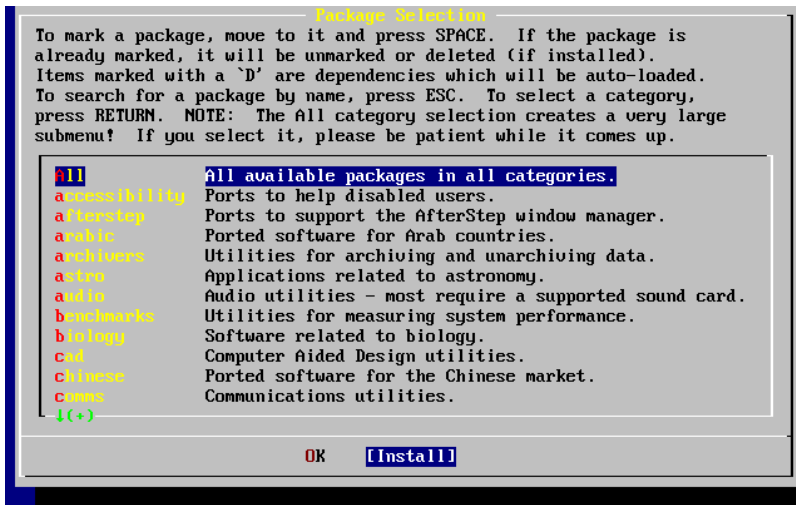 Package Selection
To mark a package, move to it and press SPACE.  If the package is
already marked, it will be unmarked or deleted (if installed).
Items marked with a `D' are dependencies which will be auto-loaded.
To search for a package by name, press ESC.  To select a category,
press RETURN.  NOTE:  The All category selection creates a very large
submenu!  If you select it, please be patient while it comes up.
All All available packages in all categories.
accessibility Ports to help disabled users.
afterstep Ports to support the AfterStep window manager.
arabic Ported software for Arab countries.
archivers Utilities for archiving and unarchiving data.
astro Applications related to astronomy.
audio Audio utilities - most require a supported sound card.
benchmarks Utilities for measuring system performance.
biology Software related to biology.
cad Computer Aided Design utilities.
chinese Ported software for the Chinese market.
comms Communications utilities.
↓(+)
OK [Install]